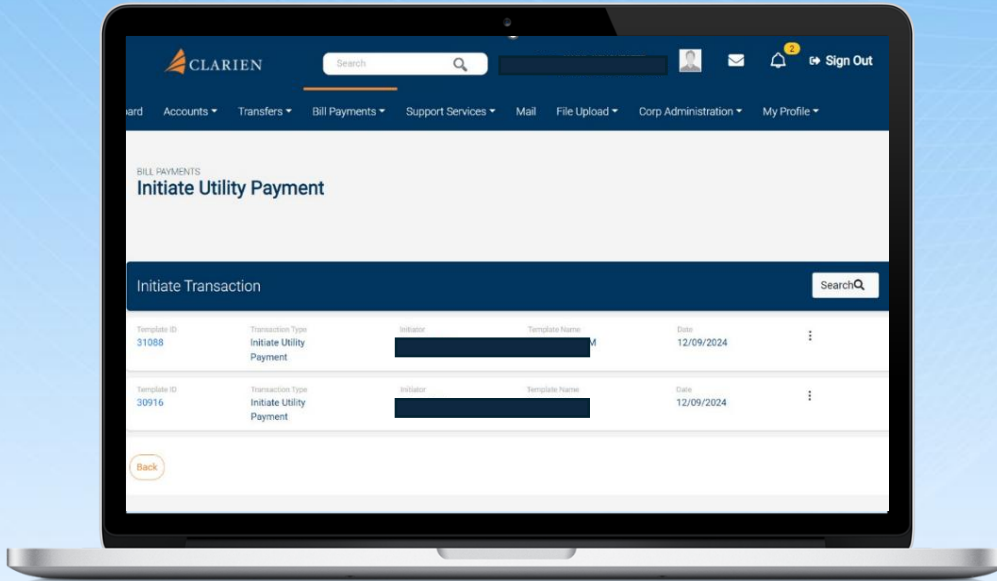 CLARIEN
Search
2
Sign Out
ard Accounts Transfers Bill Payments Support Services Mail File Upload Corp Administration My Profile
BILL PAYMENTS
Initiate Utility Payment
Initiate Transaction
Search
Template ID Transaction Type Initiator Template Name Date
31088 Initiate Utility Payment M 12/09/2024
Template ID Transaction Type Initiator Template Name Date
30916 Initiate Utility Payment 12/09/2024
Back